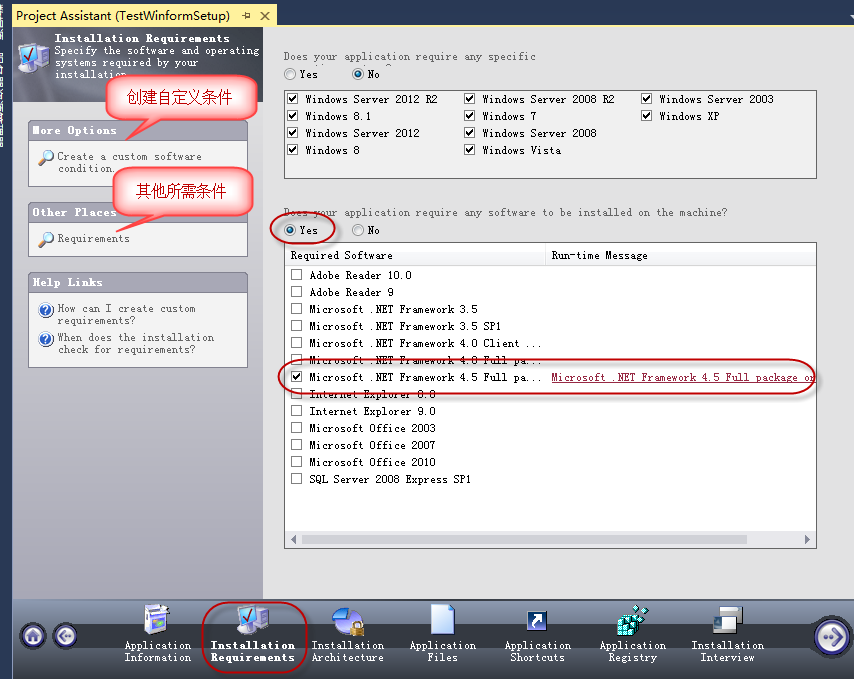 Project Assistant (TestWinformSetup)
Installation Requirements
Specify the software and operating
systems required by your
installation.
创建自定义条件
More Options
Create a custom software
condition.
其他所需条件
Other Places
Requirements
Help Links
How can I create custom
requirements?
When does the installation
check for requirements?
Does your application require any specific
Yes No
Windows Server 2012 R2 Windows Server 2008 R2 Windows Server 2003
Windows 8.1 Windows 7 Windows XP
Windows Server 2012 Windows Server 2008
Windows 8 Windows Vista
Does your application require any software to be installed on the machine?
Yes No
Required Software Run-time Message
Adobe Reader 10.0
Adobe Reader 9
Microsoft .NET Framework 3.5
Microsoft .NET Framework 3.5 SP1
Microsoft .NET Framework 4.0 Client ...
Microsoft .NET Framework 4.0 Full pa...
Microsoft .NET Framework 4.5 Full pa... Microsoft .NET Framework 4.5 Full package or
Internet Explorer 8.0
Internet Explorer 9.0
Microsoft Office 2003
Microsoft Office 2007
Microsoft Office 2010
SQL Server 2008 Express SP1
Application
Information
Installation
Requirements
Installation
Architecture
Application
Files
Application
Shortcuts
Application
Registry
Installation
Interview